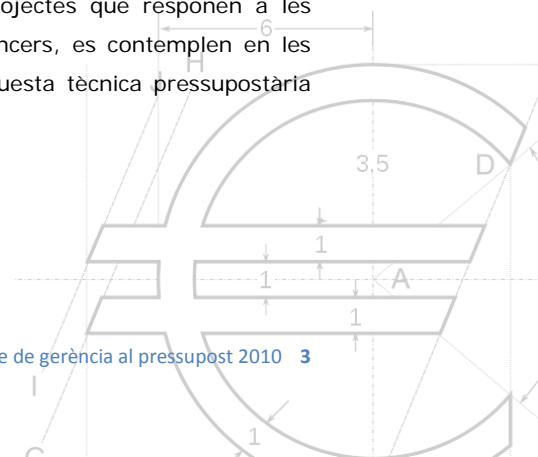 ojectes que responen a les
6
ncers, es contemplen en les
H
J
uesta tècnica pressupostària
3.5
D
1
1
A
1
e de gerència al pressupost 2010 3
I
1